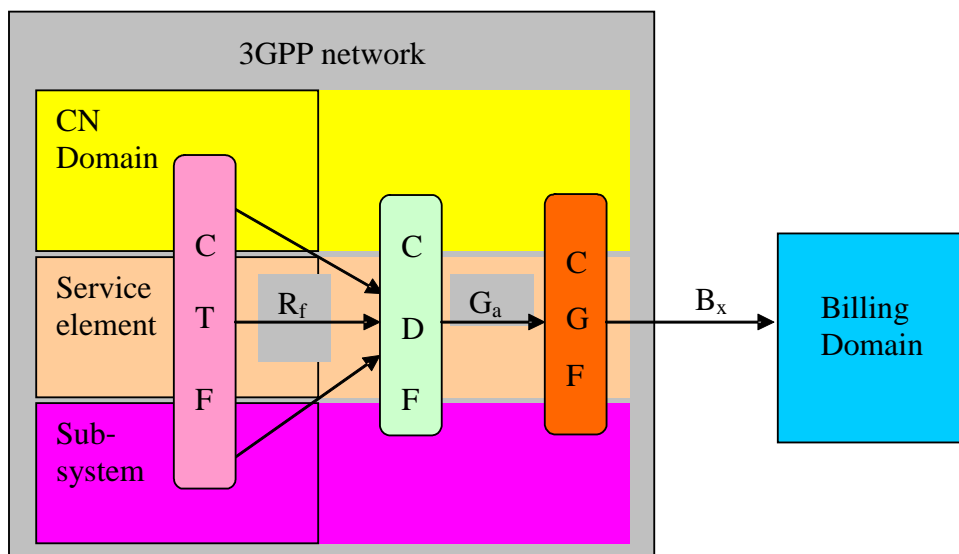 3GPP network
CN
Domain
C
T
F
Service
element
Rf
C
D
F
Ga
C
G
F
Bx
Billing
Domain
Sub-
system